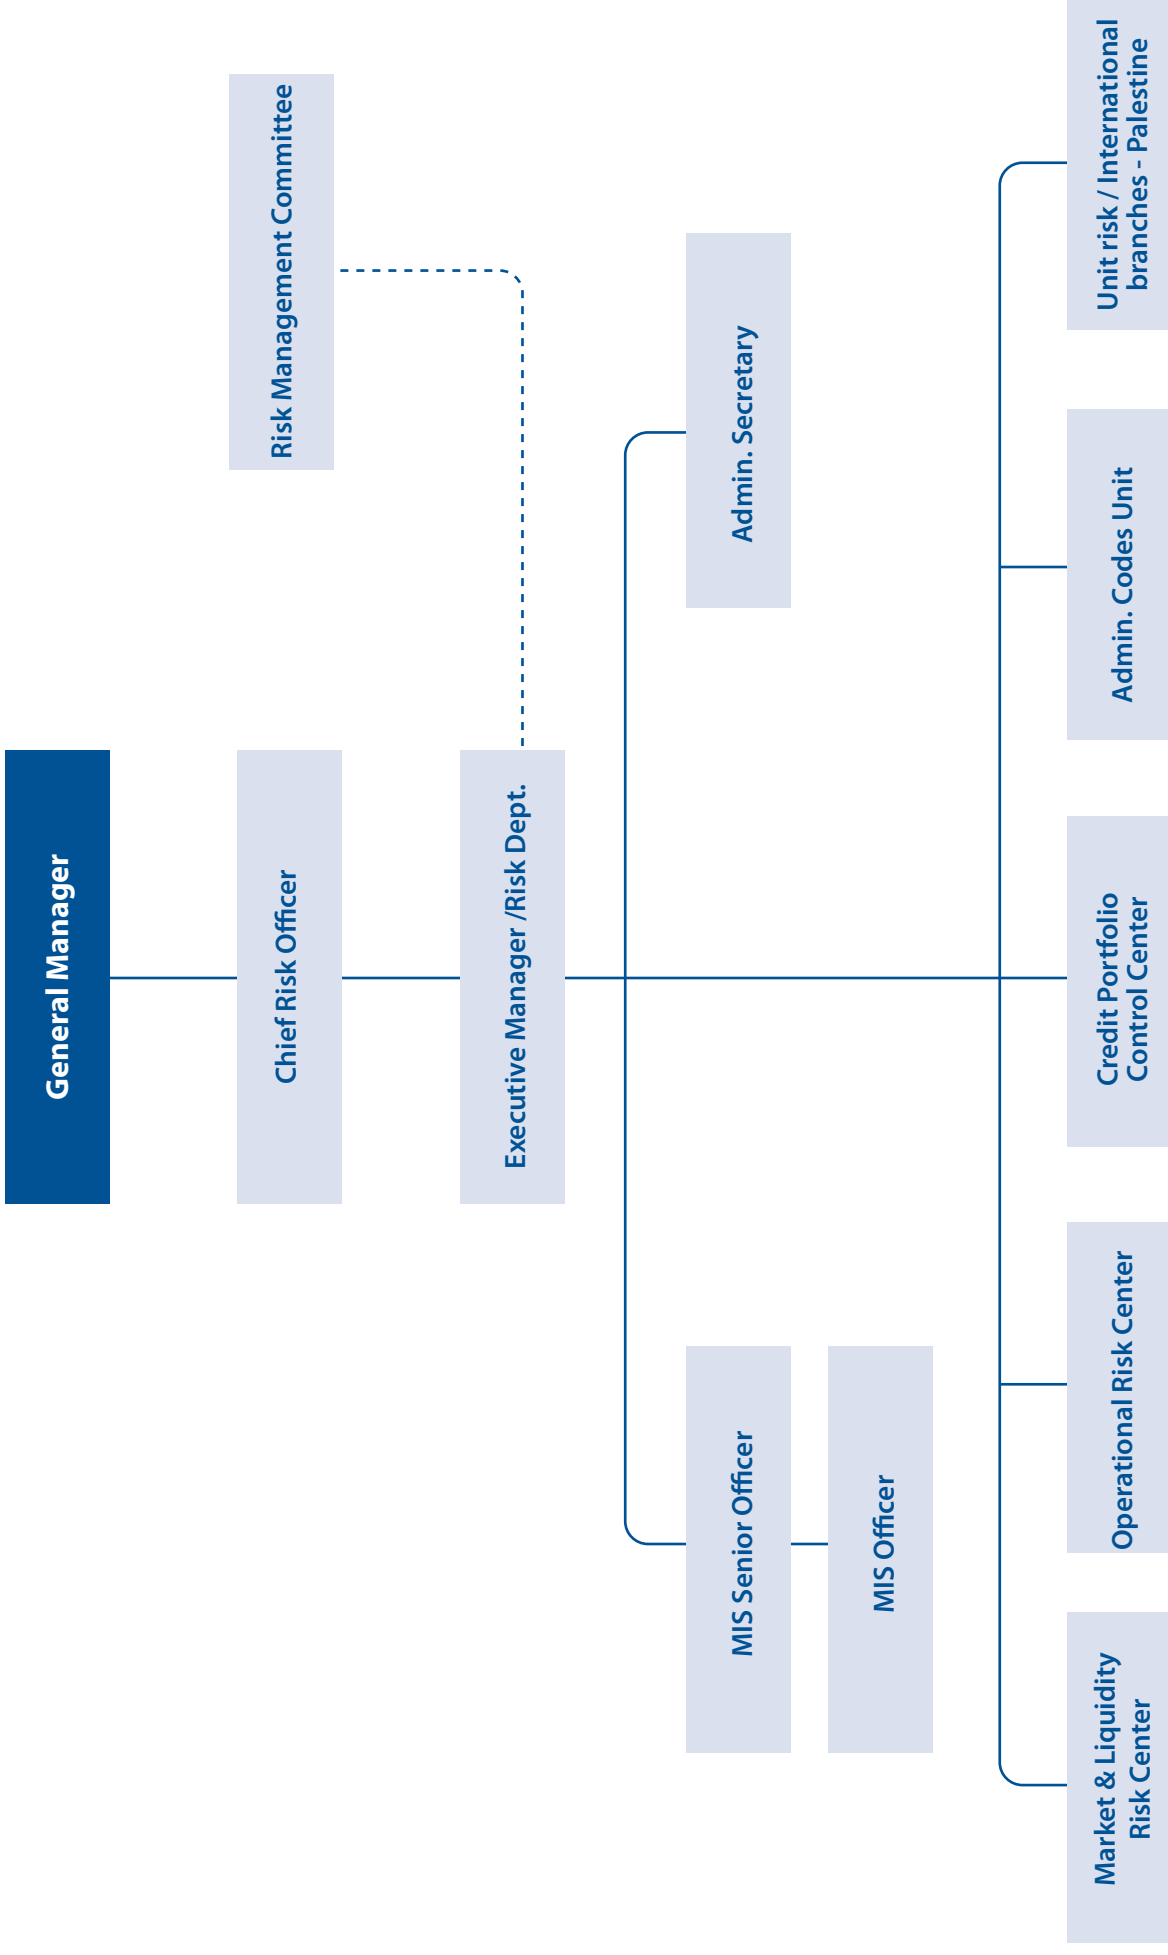 General Manager
Risk Management Committee
Chief Risk Officer
Executive Manager /Risk Dept.
MIS Senior Officer
Admin. Secretary
MIS Officer
Market & Liquidity
Risk Center
Operational Risk Center
Credit Portfolio
Control Center
Admin. Codes Unit
Unit risk / International
branches - Palestine